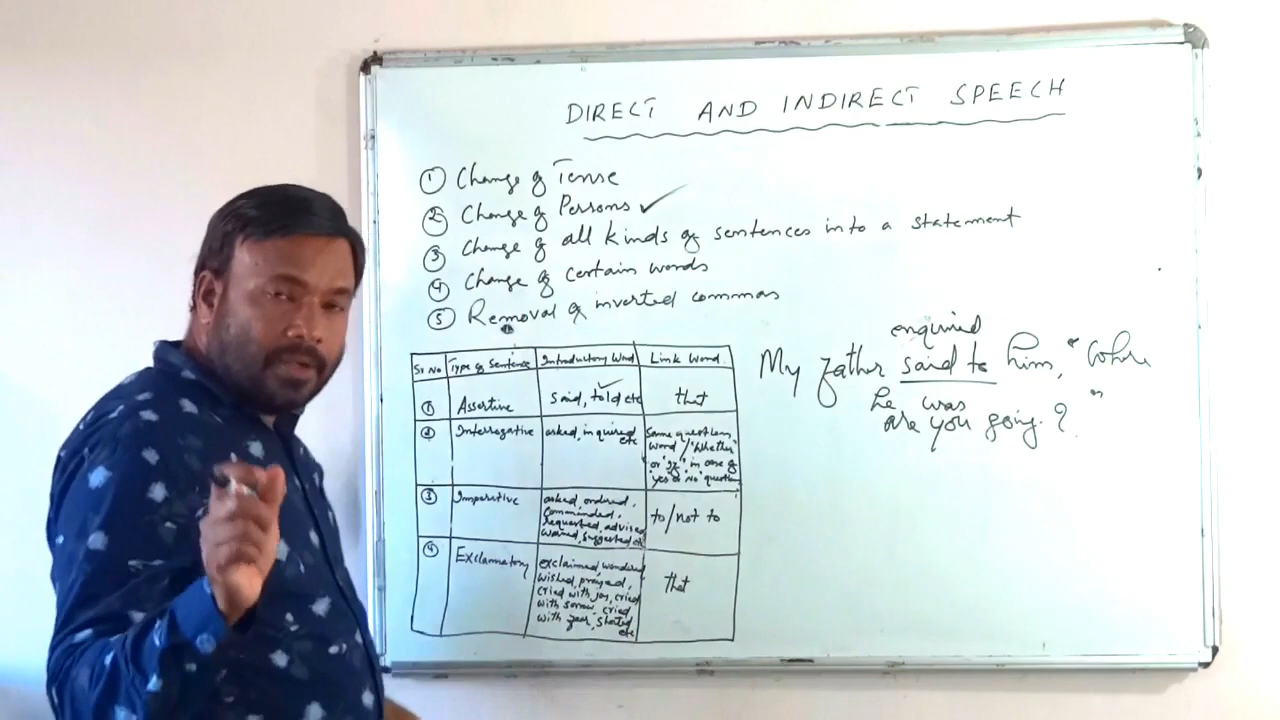 DIRECT AND INDIRECT SPEECH
① Change of Tense
② Change of Persons ✓
③ Change of all kinds of sentences into a statement
④ Change of certain words
⑤ Removal of inverted commas
Sr No Type of Sentence Introductory Word Link Word
① Assertive said, told etc that
② Interrogative asked, inquired
etc
Same question
word / "Whether"
or "if" in case of
"yes or No" question
③ Imperative asked, ordered,
commanded,
requested, advised
warned, suggested etc
to/not to
④ Exclamatory exclaimed, wondered
wished, prayed,
cried with joy, cried
with sorrow, cried
with fear, shouted
etc
that
enquired
My father said to him, "Where
he was
are you going?"